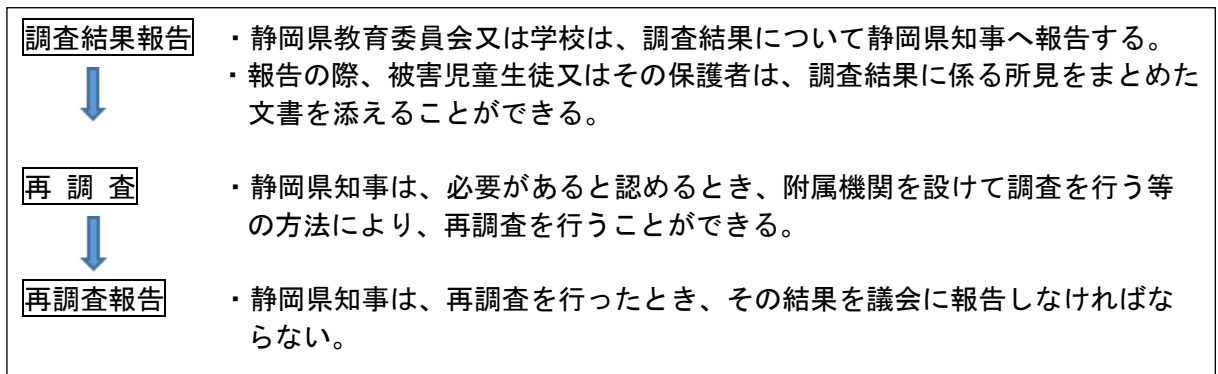 調査結果報告 ・静岡県教育委員会又は学校は、調査結果について静岡県知事へ報告する。
・報告の際、被害児童生徒又はその保護者は、調査結果に係る所見をまとめた
文書を添えることができる。
再 調 査 ・静岡県知事は、必要があると認めるとき、附属機関を設けて調査を行う等
の方法により、再調査を行うことができる。
再調査報告 ・静岡県知事は、再調査を行ったとき、その結果を議会に報告しなければな
らない。